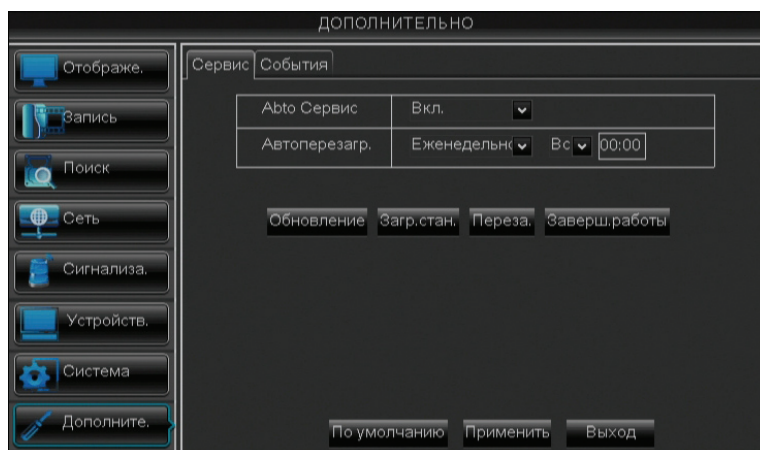 ДОПОЛНИТЕЛЬНО
Отображе.
Запись
Поиск
Сеть
Сигнализа.
Устройств.
Система
Дополните.
Сервис События
Abto Сервис Вкл.
Автоперезагр. Еженедельно Вс 00:00
Обновление Загр.стан. Переза. Заверш.работы
По умолчанию Применить Выход